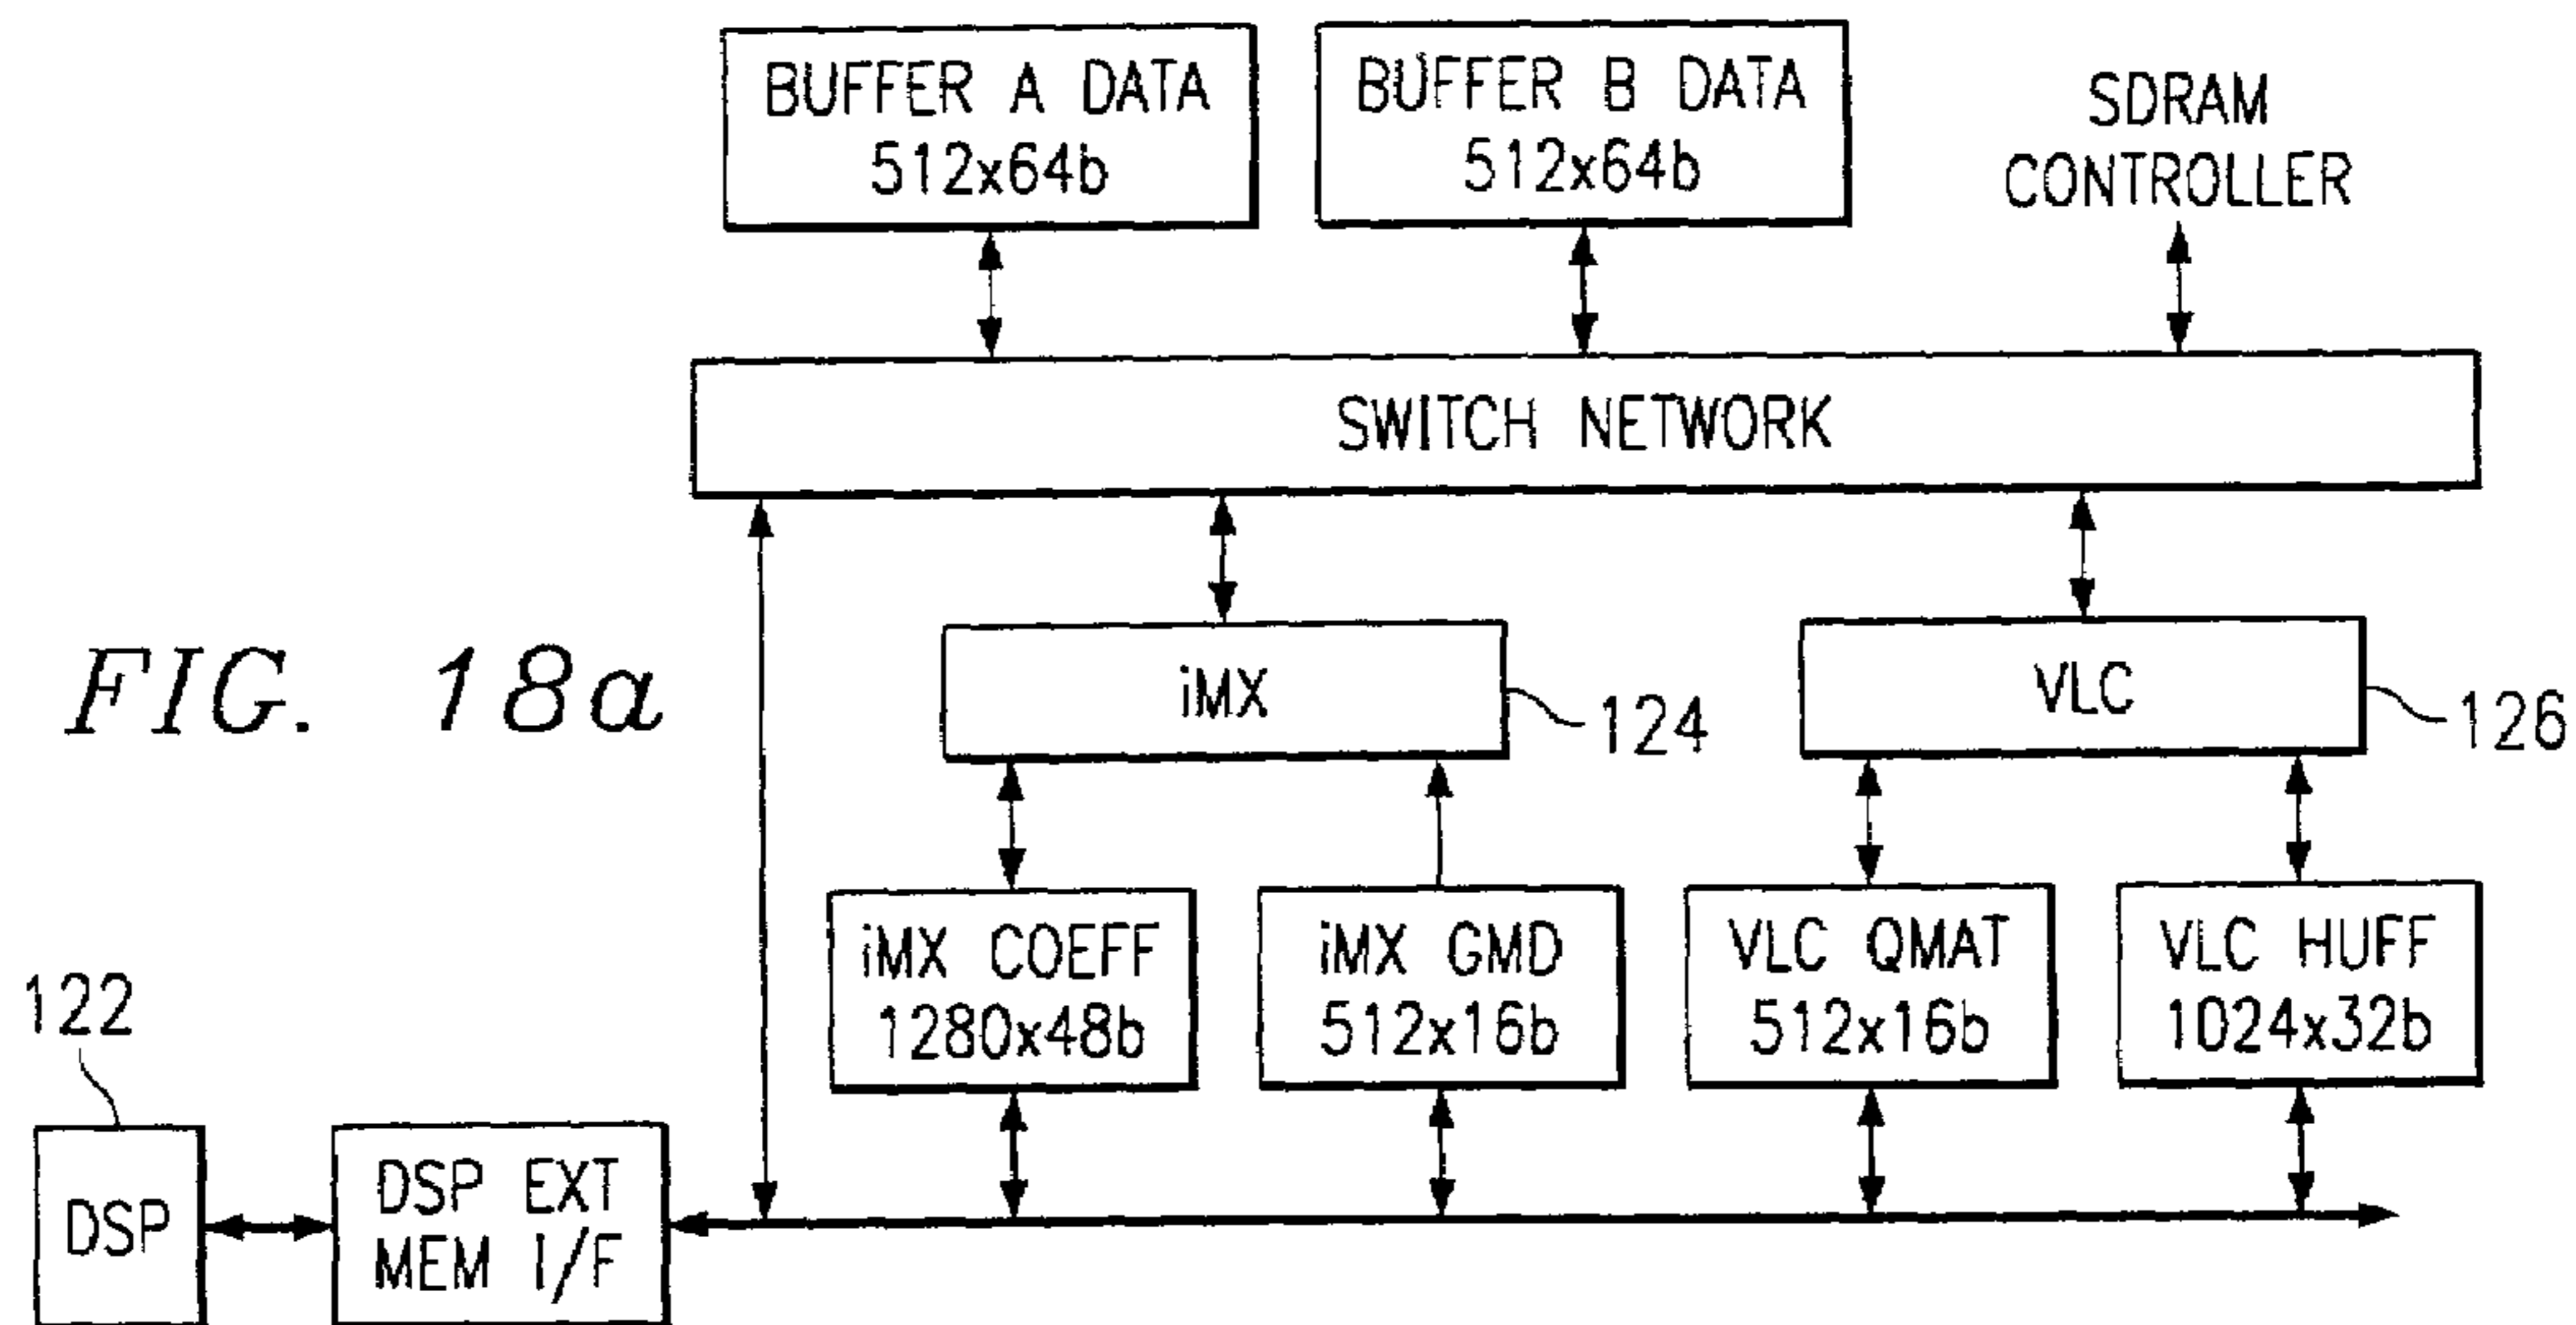 BUFFER A DATA
512x64b
BUFFER B DATA
512x64b
SDRAM
CONTROLLER
SWITCH NETWORK
FIG. 18a
iMX
124
VLC
126
iMX COEFF
1280x48b
iMX GMD
512x16b
VLC QMAT
512x16b
VLC HUFF
1024x32b
122
DSP
DSP EXT
MEM I/F